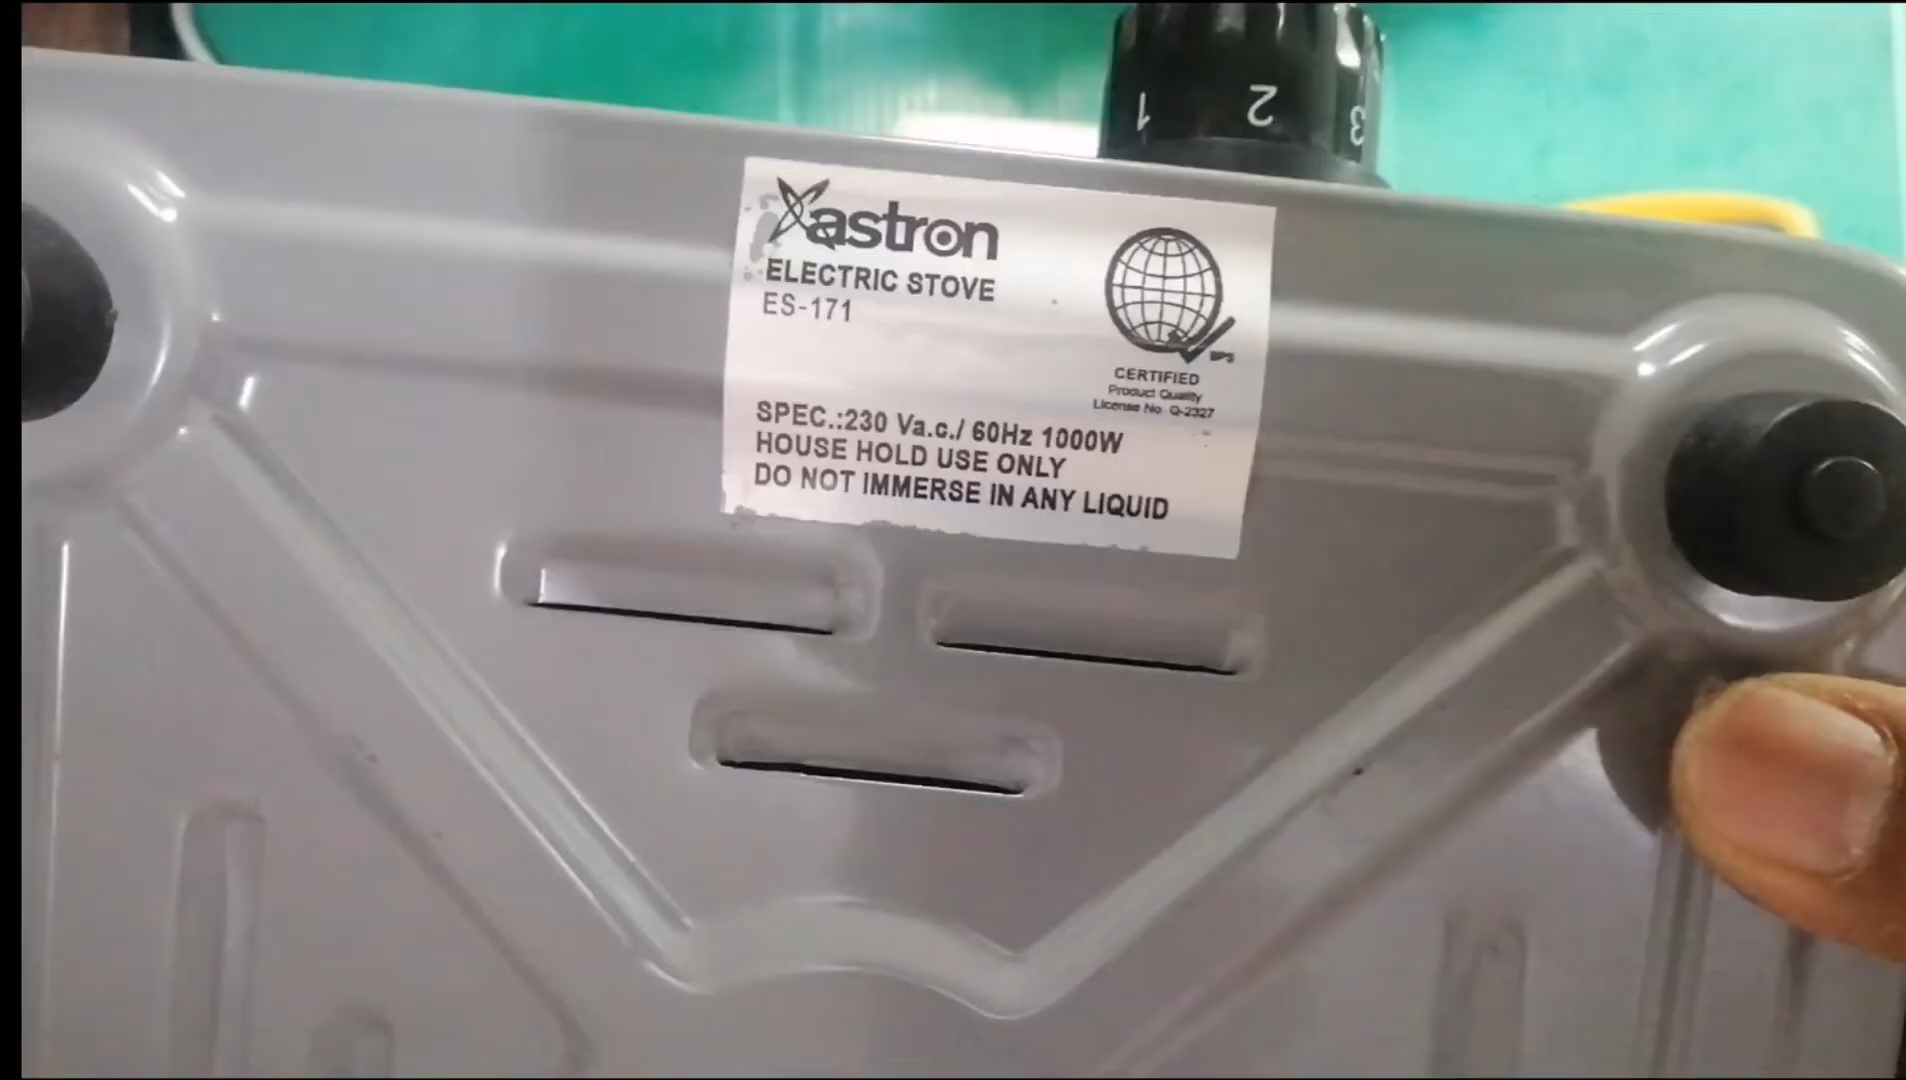 1 2 3
astron
ELECTRIC STOVE
ES-171
BPS
CERTIFIED
Product Quality
License No. Q-2327
SPEC.:230 Va.c./ 60Hz 1000W
HOUSE HOLD USE ONLY
DO NOT IMMERSE IN ANY LIQUID